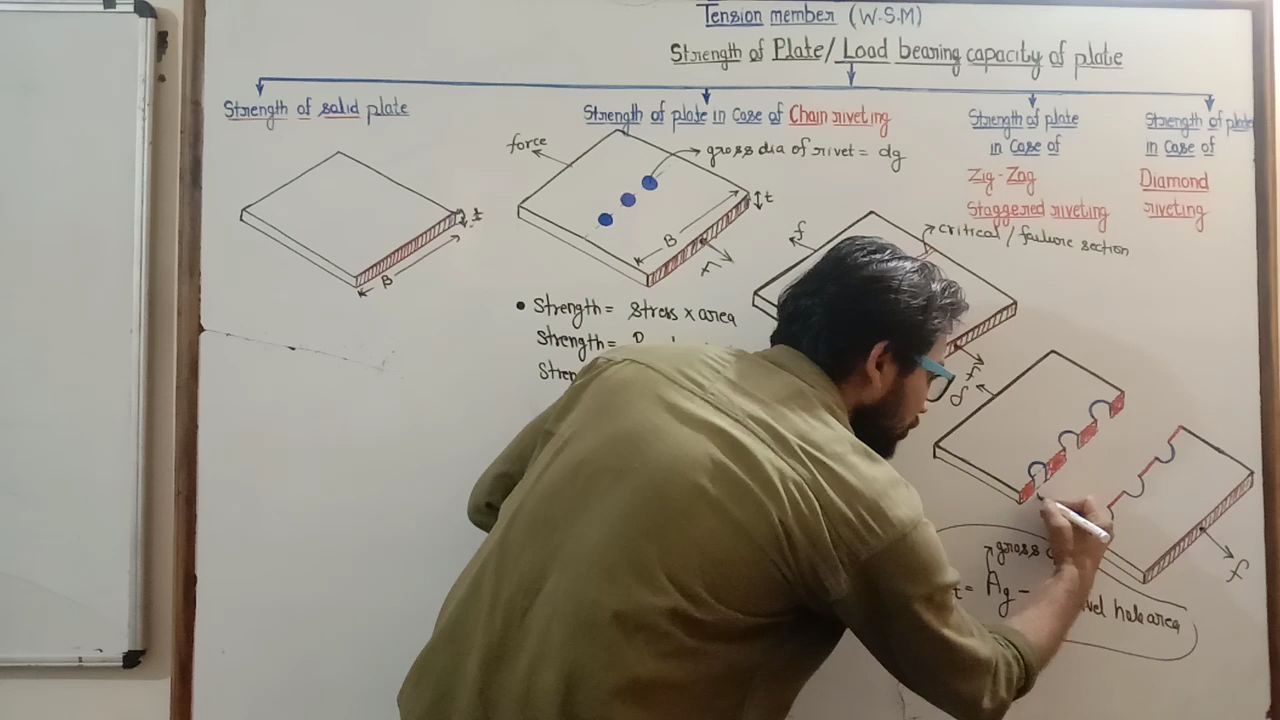 Tension member (W.S.M)
Strength of Plate/Load bearing capacity of plate
Strength of solid plate
t
B
Strength of plate in Case of Chain riveting
force
gross dia of rivet = dg
t
B
F
• Strength = Stress x area
Strength =
Strength of plate
in Case of
Zig-Zag
Staggered riveting
Strength of plate
in Case of
Diamond
riveting
f
critical / failure section
f
f
f
gross
= Ag -
hole area